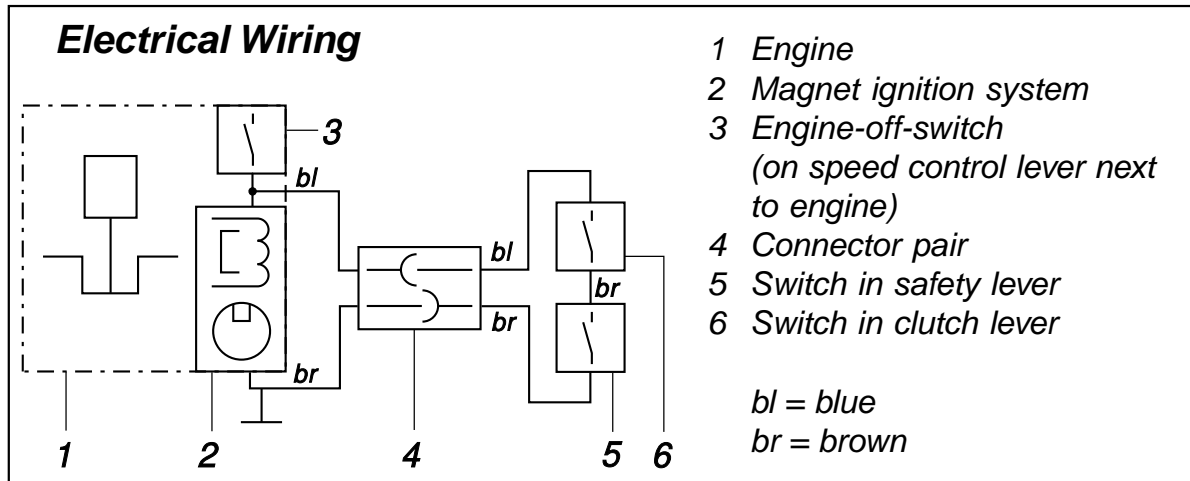 Electrical Wiring
3
bl
bl
br
br
br
1
2
4
5
6
1 Engine
2 Magnet ignition system
3 Engine-off-switch
(on speed control lever next
to engine)
4 Connector pair
5 Switch in safety lever
6 Switch in clutch lever
bl = blue
br = brown